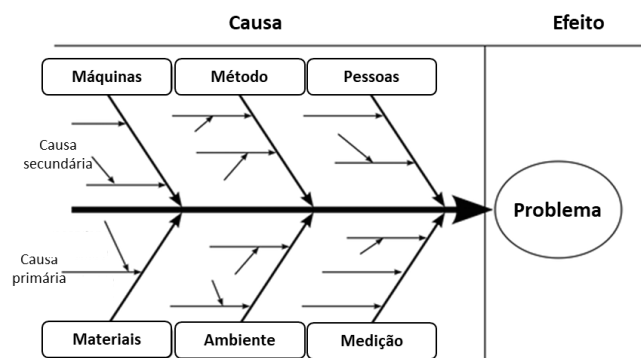 Causa
Efeito
Máquinas
Método
Pessoas
Causa
secundária
Problema
Causa
primária
Materiais
Ambiente
Medição